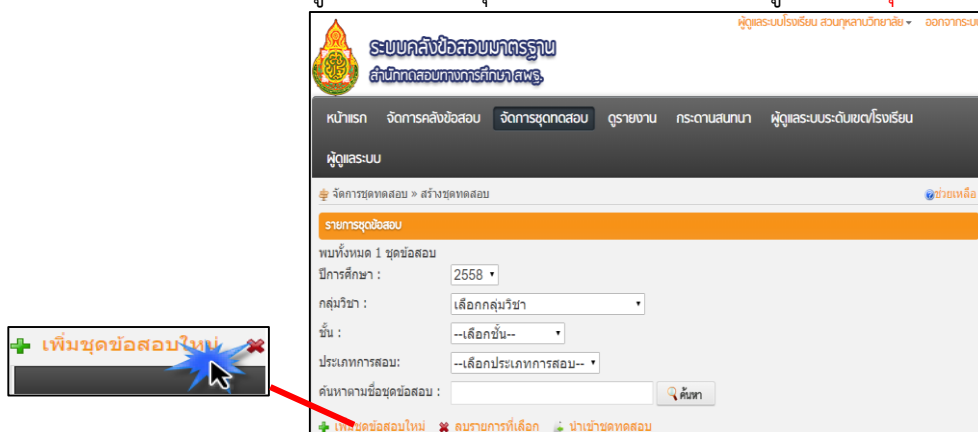 ผู้ดูแลระบบโรงเรียน สวนกุหลาบวิทยาลัย ออกจากระบบ
ระบบคลังข้อสอบมาตรฐาน
สำนักทดสอบทางการศึกษา สพฐ.
หน้าแรก จัดการคลังข้อสอบ จัดการชุดทดสอบ ดูรายงาน กระดานสนทนา ผู้ดูแลระบบระดับเขต/โรงเรียน
ผู้ดูแลระบบ
จัดการชุดทดสอบ » สร้างชุดทดสอบ ช่วยเหลือ
รายการชุดข้อสอบ
พบทั้งหมด 1 ชุดข้อสอบ
ปีการศึกษา : 2558
กลุ่มวิชา : เลือกกลุ่มวิชา
ชั้น : --เลือกชั้น--
ประเภทการสอบ: --เลือกประเภทการสอบ--
ค้นหาตามชื่อชุดข้อสอบ : ค้นหา
เพิ่มชุดข้อสอบใหม่ ลบรายการที่เลือก นำเข้าชุดทดสอบ
เพิ่มชุดข้อสอบใหม่